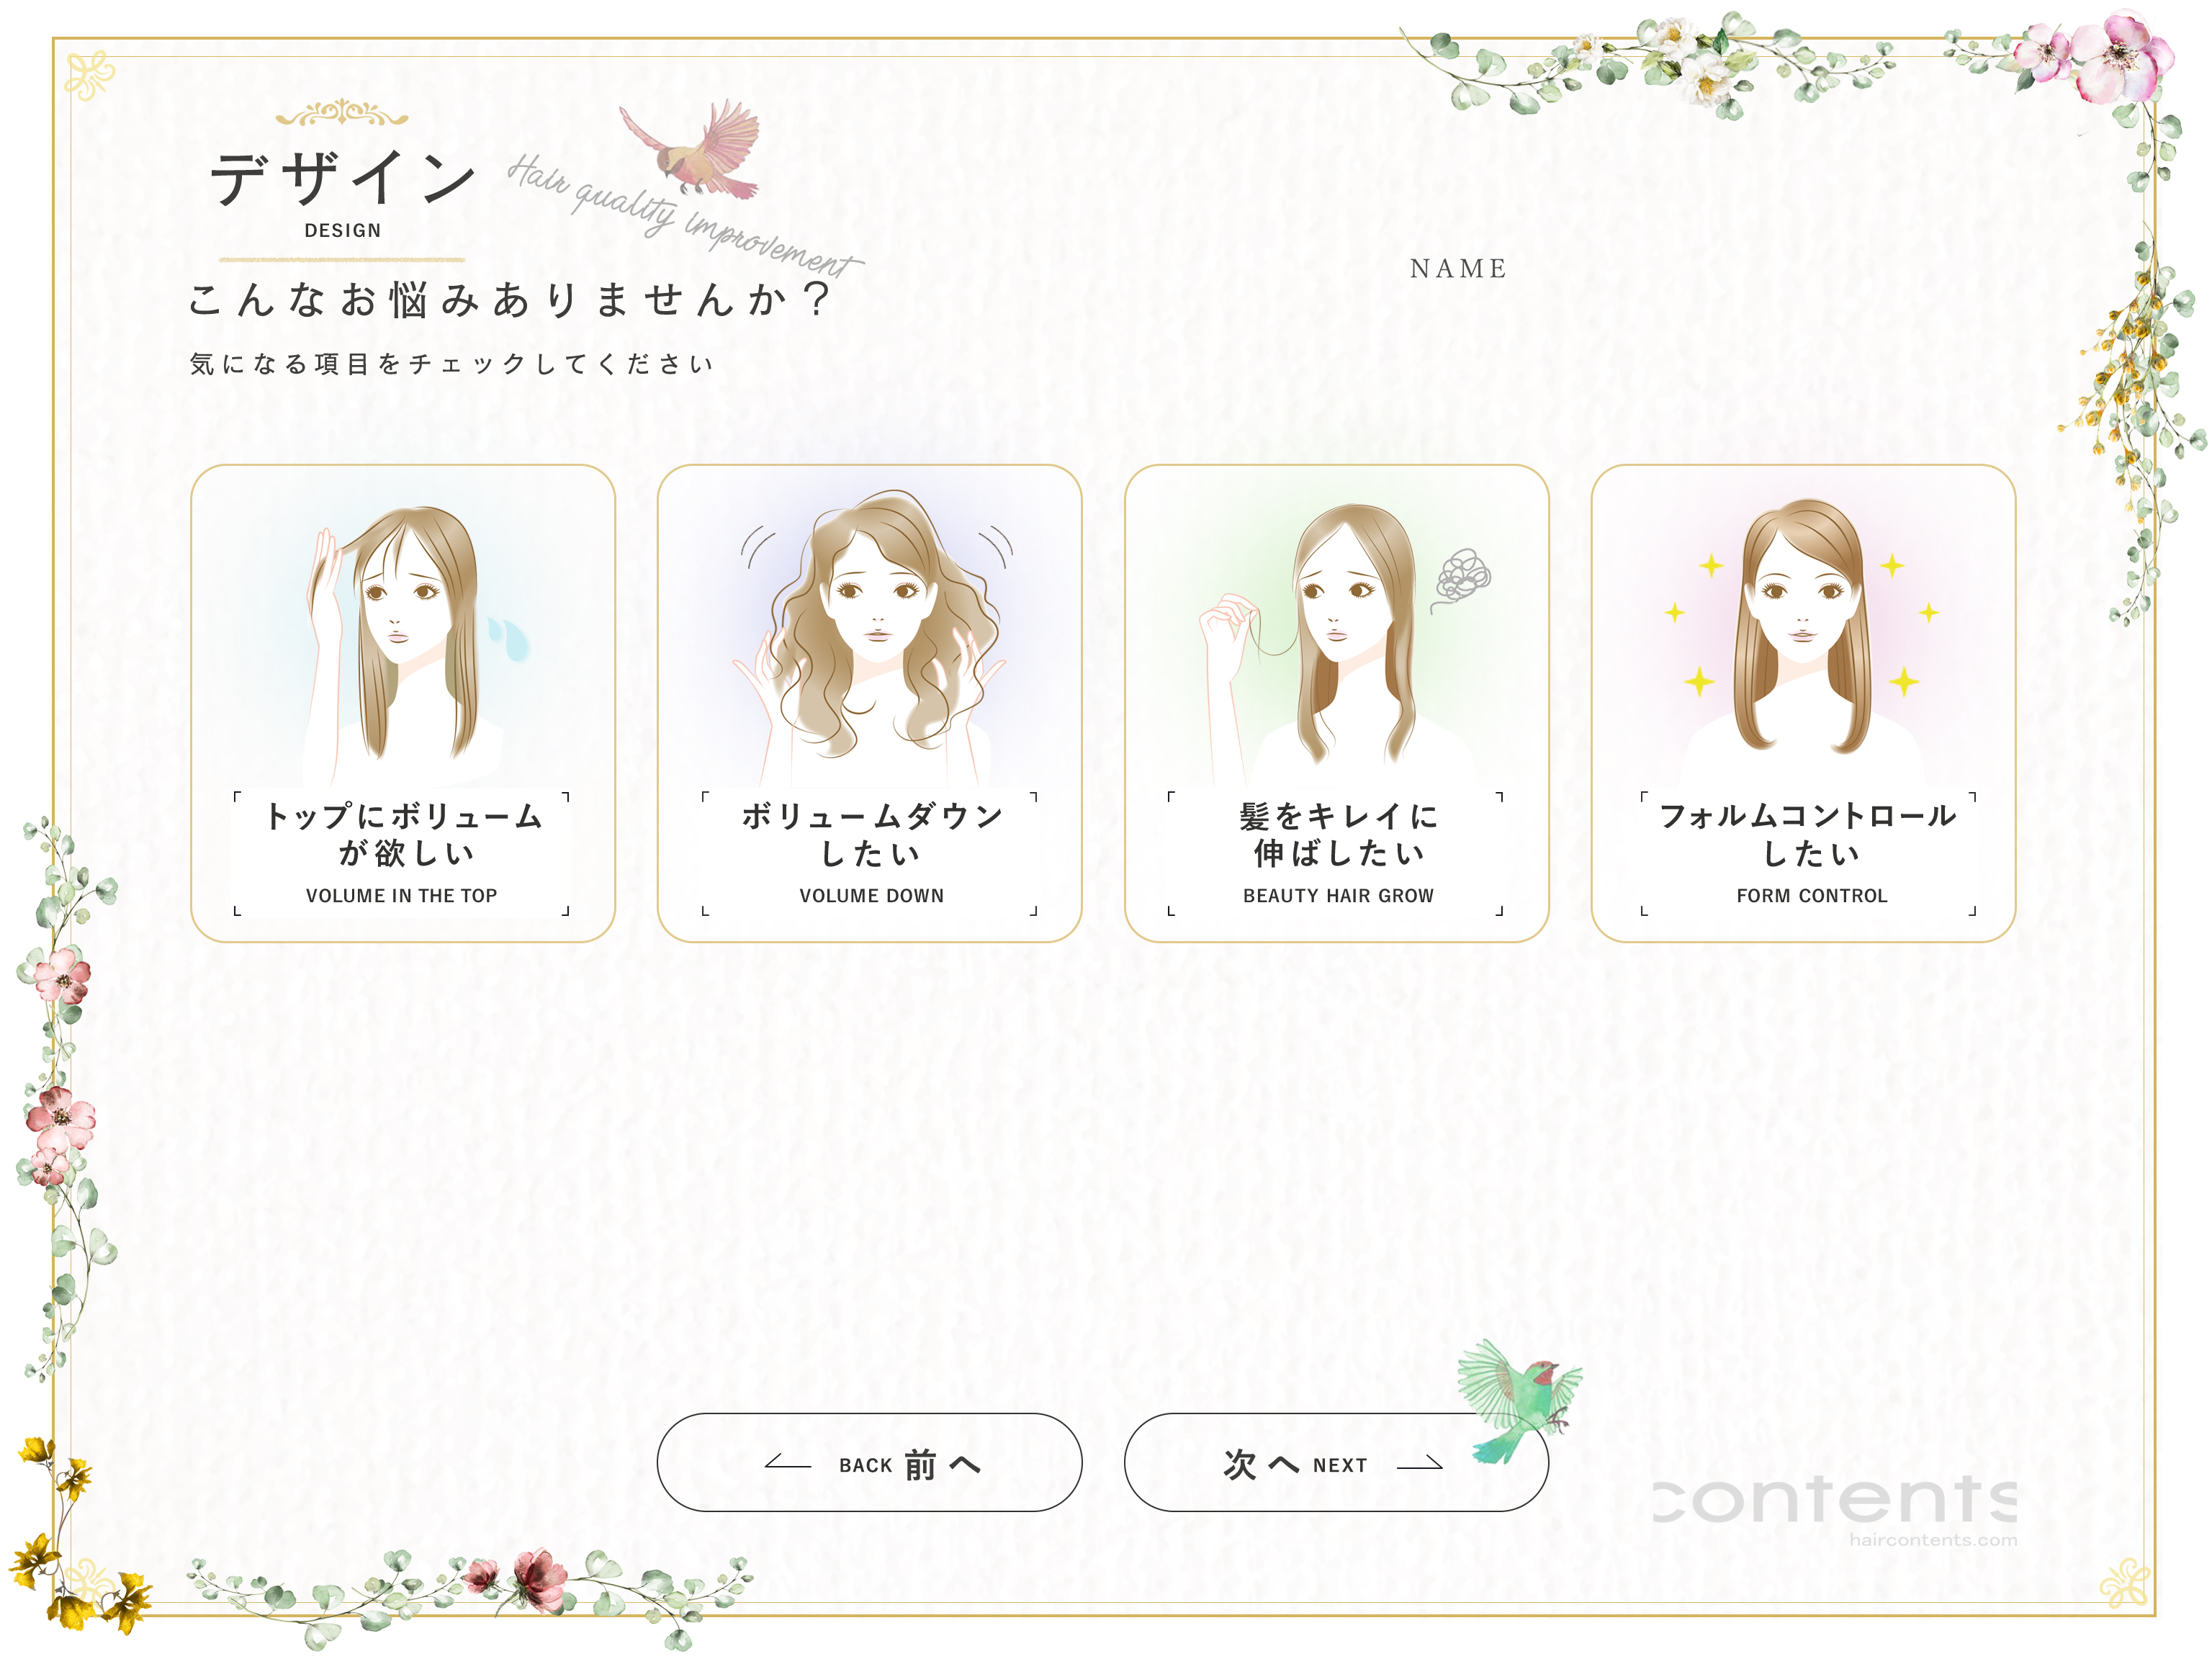 デザイン
DESIGN
Hair quality improvement
こんなお悩みありませんか？
気になる項目をチェックしてください
NAME
トップにボリューム
が欲しい
VOLUME IN THE TOP
ボリュームダウン
したい
VOLUME DOWN
髪をキレイに
伸ばしたい
BEAUTY HAIR GROW
フォルムコントロール
したい
FORM CONTROL
BACK 前へ
次へ NEXT
contents
haircontents.com